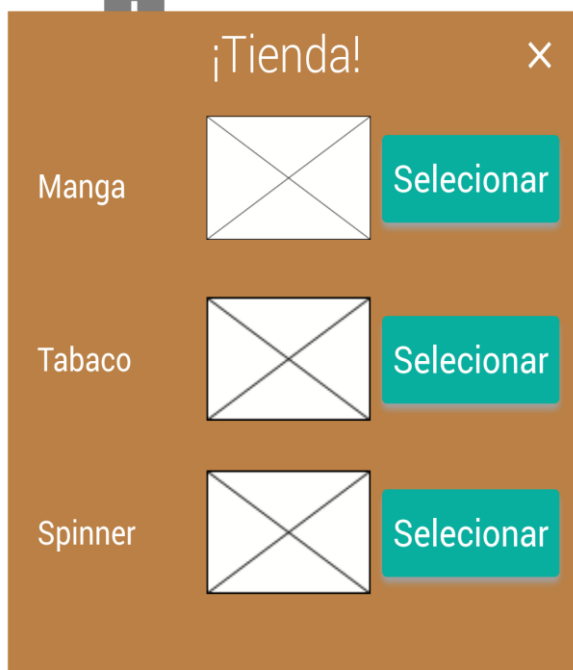 ¡Tienda! ×
Manga Selecionar
Tabaco Selecionar
Spinner Selecionar